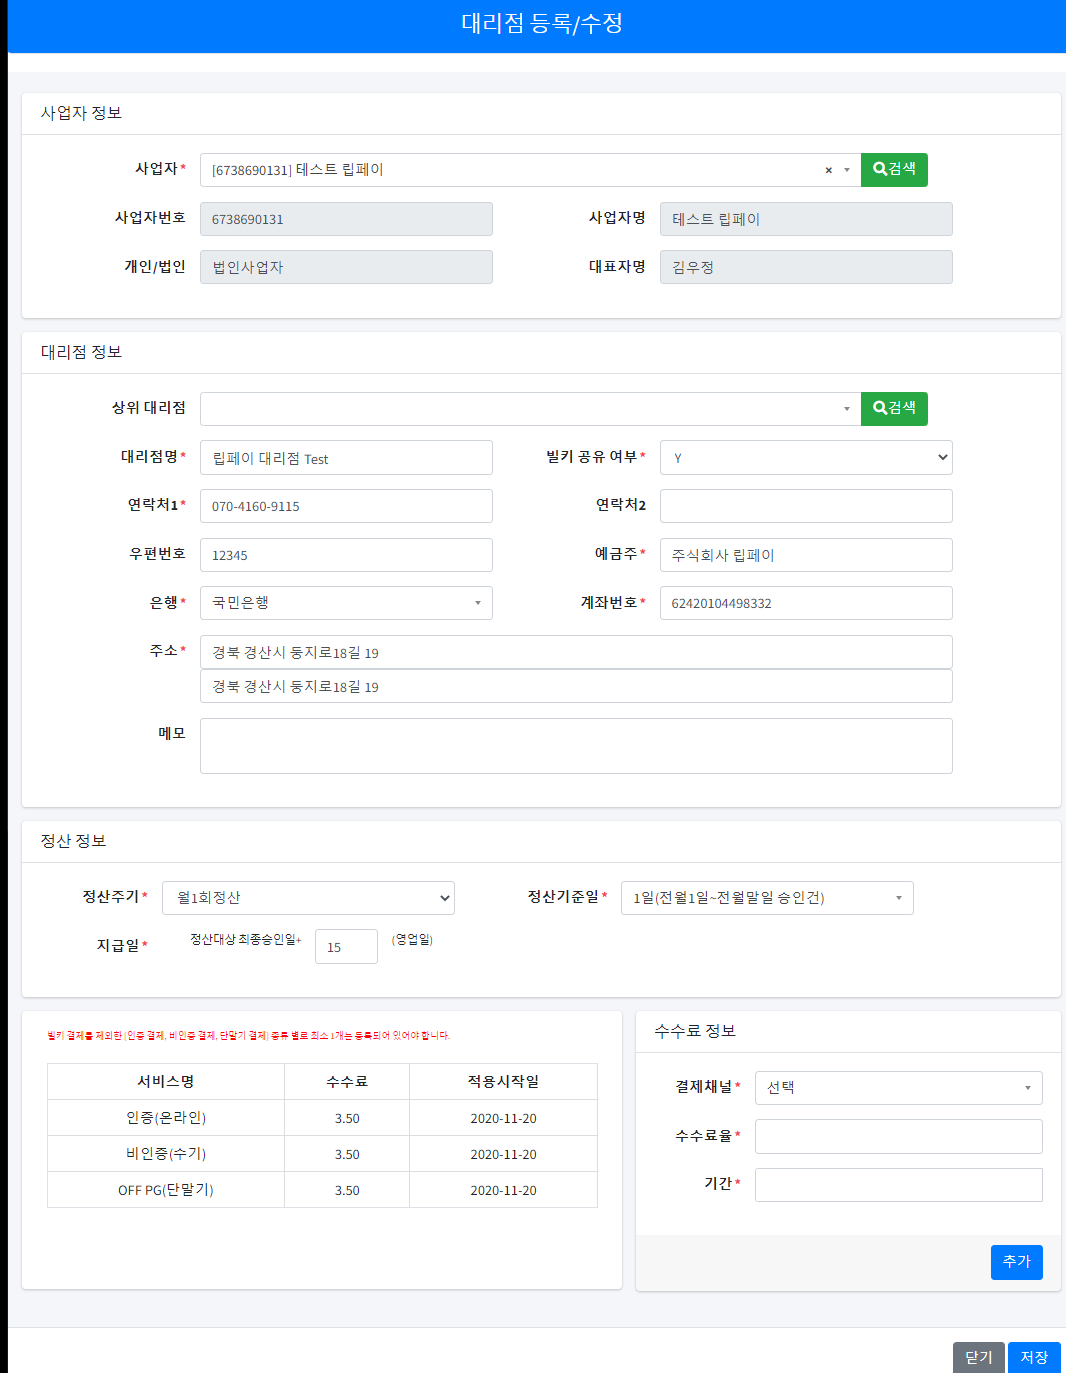 대리점 등록/수정
사업자 정보
사업자* [6738690131] 테스트 립페이 × 검색
사업자번호 6738690131 사업자명 테스트 립페이
개인/법인 법인사업자 대표자명 김우정
대리점 정보
상위 대리점 검색
대리점명* 립페이 대리점 Test 빌키 공유 여부* Y
연락처1* 070-4160-9115 연락처2
우편번호 12345 예금주* 주식회사 립페이
은행* 국민은행 계좌번호* 62420104498332
주소* 경북 경산시 둥지로18길 19
경북 경산시 둥지로18길 19
메모
정산 정보
정산주기* 월1회정산 정산기준일* 1일(전월1일~전월말일 승인건)
지급일* 정산대상 최종승인일+ 15 (영업일)
빌키 결제를 제외한 [인증 결제, 비인증 결제, 단말기 결제] 종류 별로 최소 1개는 등록되어 있어야 합니다.
서비스명 수수료 적용시작일
인증(온라인) 3.50 2020-11-20
비인증(수기) 3.50 2020-11-20
OFF PG(단말기) 3.50 2020-11-20
수수료 정보
결제채널* 선택
수수료율*
기간*
추가
닫기 저장